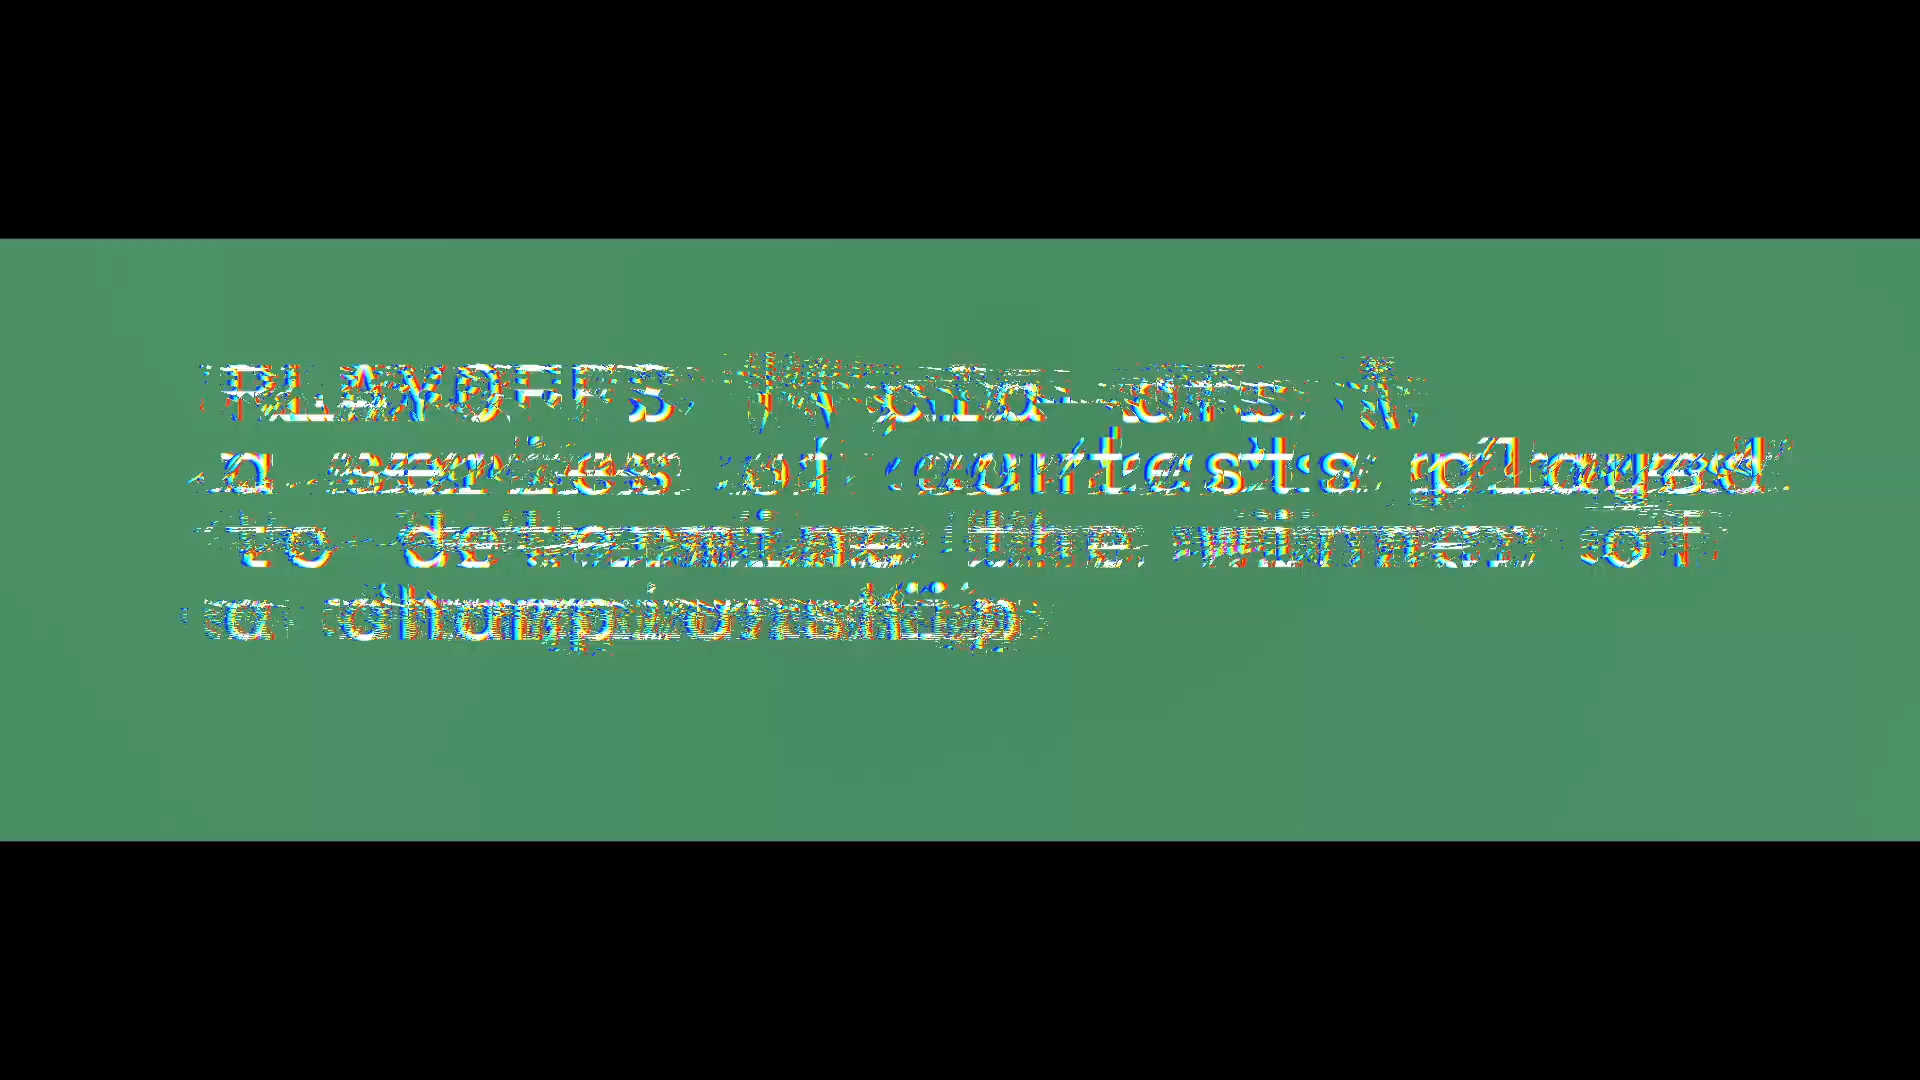 PLAYOFFS
a series of contests played
to determine the winner of
a championship